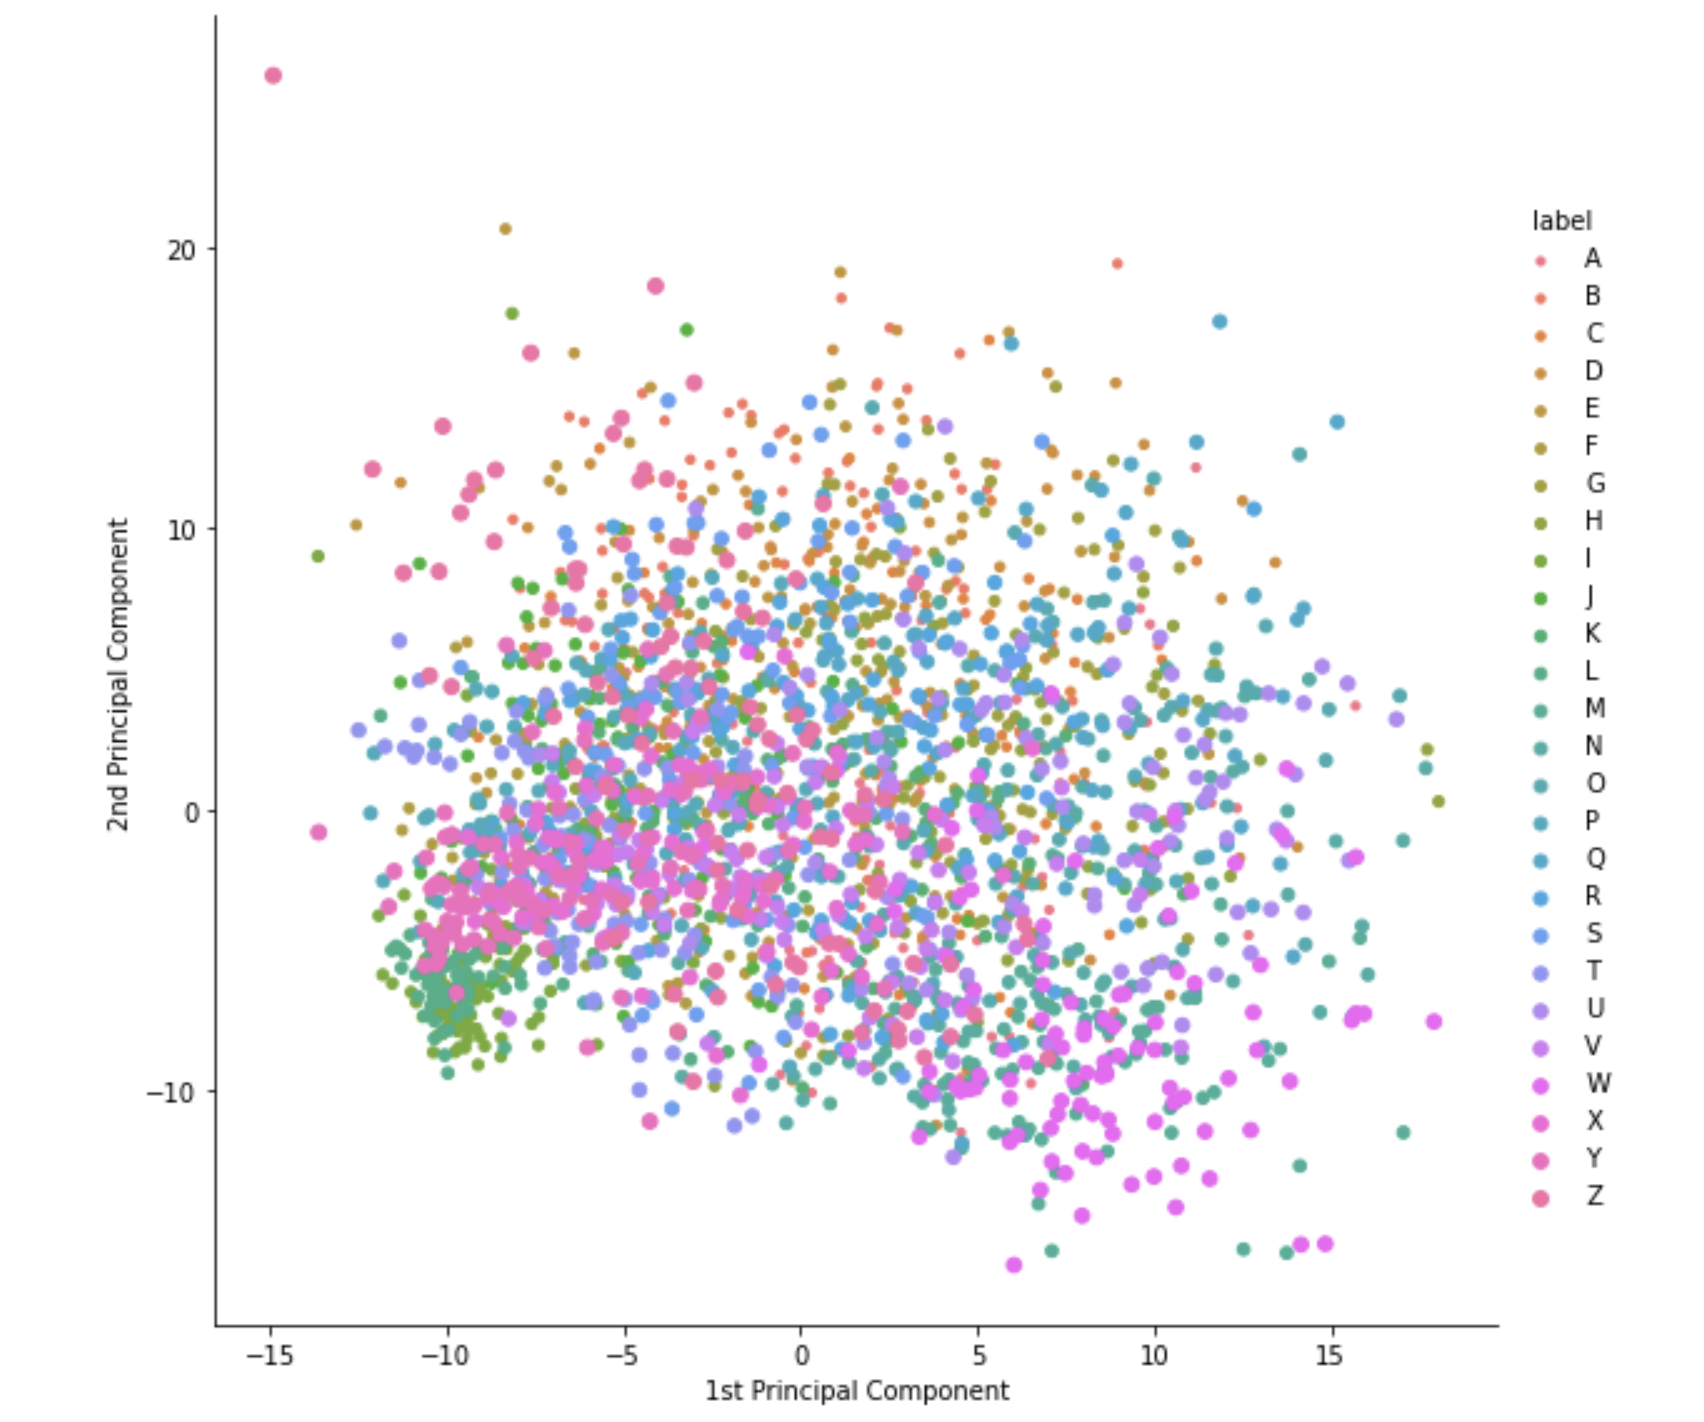 20
10
0
−10
2nd Principal Component
−15
−10
−5
0
5
10
15
1st Principal Component
label
A
B
C
D
E
F
G
H
I
J
K
L
M
N
O
P
Q
R
S
T
U
V
W
X
Y
Z